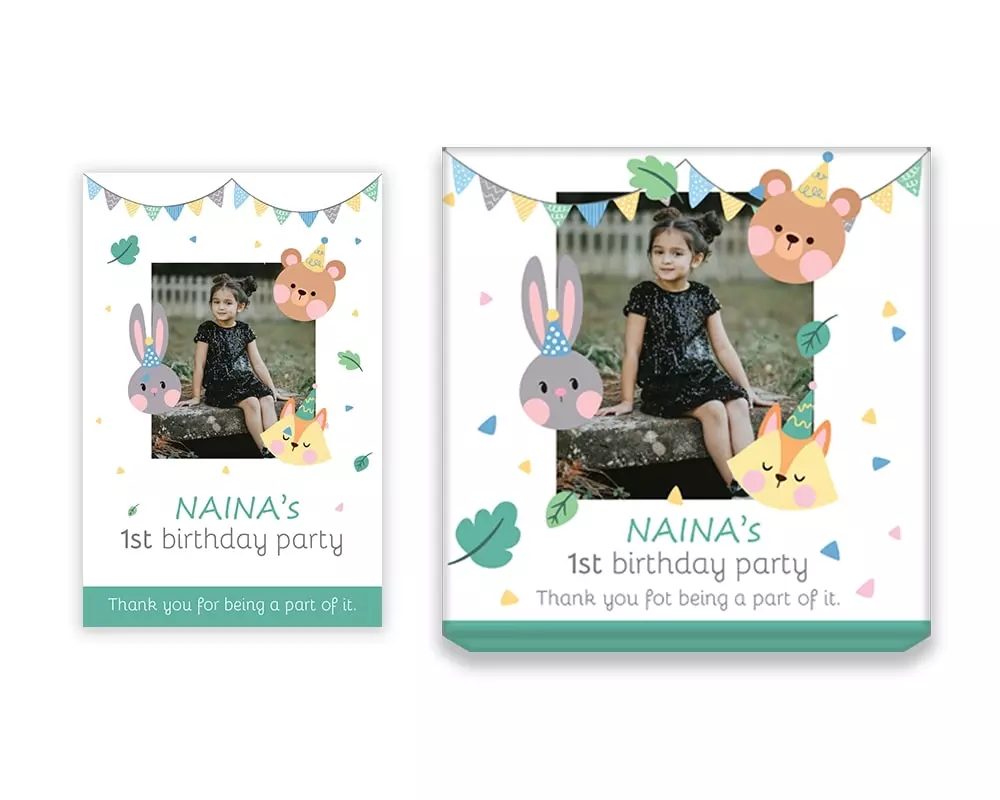 NAINA's
1st birthday party
Thank you for being a part of it.
NAINA's
1st birthday party
Thank you fot being a part of it.